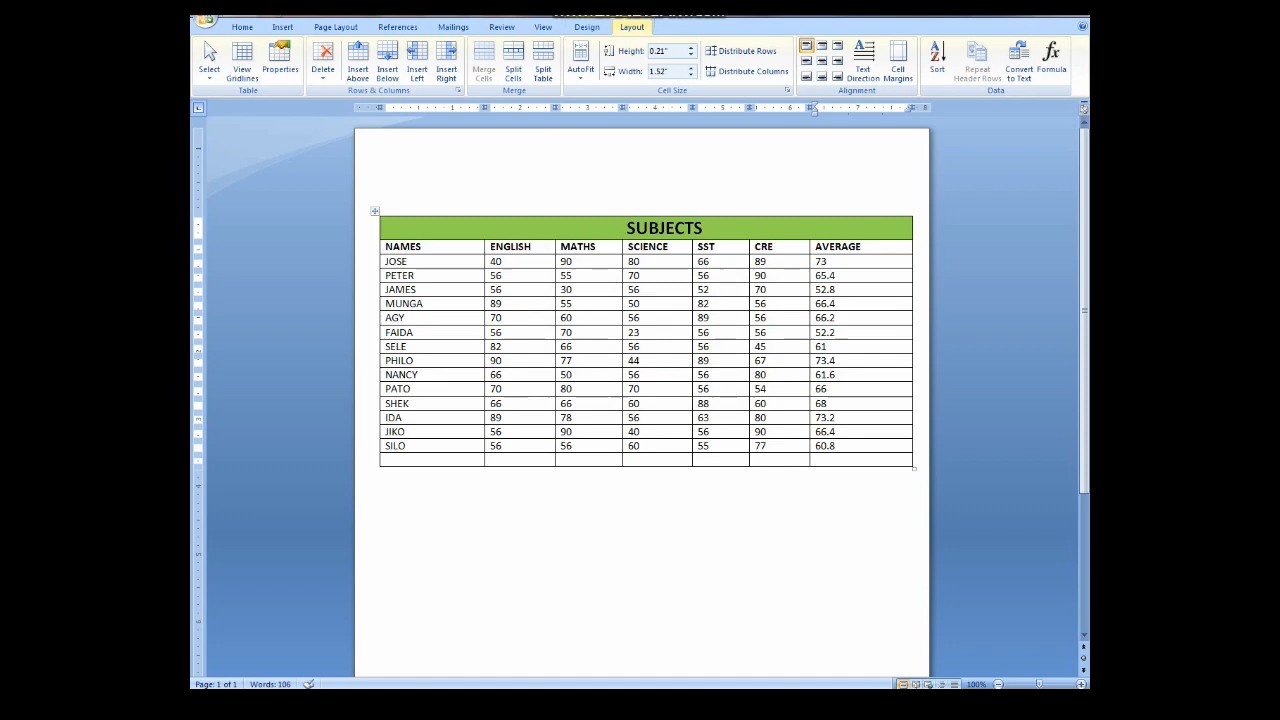 Home Insert Page Layout References Mailings Review View Design Layout
Select View Gridlines Properties Delete Insert Above Insert Below Insert Left Insert Right Merge Cells Split Cells Split Table AutoFit Height: 0.21" Width: 1.52" Distribute Rows Distribute Columns Text Direction Cell Margins Sort Repeat Header Rows Convert to Text Formula
Table Rows & Columns Merge Cell Size Alignment Data
1 2 3 4 5 6 7 8
SUBJECTS
NAMES ENGLISH MATHS SCIENCE SST CRE AVERAGE
JOSE 40 90 80 66 89 73
PETER 56 55 70 56 90 65.4
JAMES 56 30 56 52 70 52.8
MUNGA 89 55 50 82 56 66.4
AGY 70 60 56 89 56 66.2
FAIDA 56 70 23 56 56 52.2
SELE 82 66 56 56 45 61
PHILO 90 77 44 89 67 73.4
NANCY 66 50 56 56 80 61.6
PATO 70 80 70 56 54 66
SHEK 66 66 60 88 60 68
IDA 89 78 56 63 80 73.2
JIKO 56 90 40 56 90 66.4
SILO 56 56 60 55 77 60.8
Page: 1 of 1 Words: 106 100%